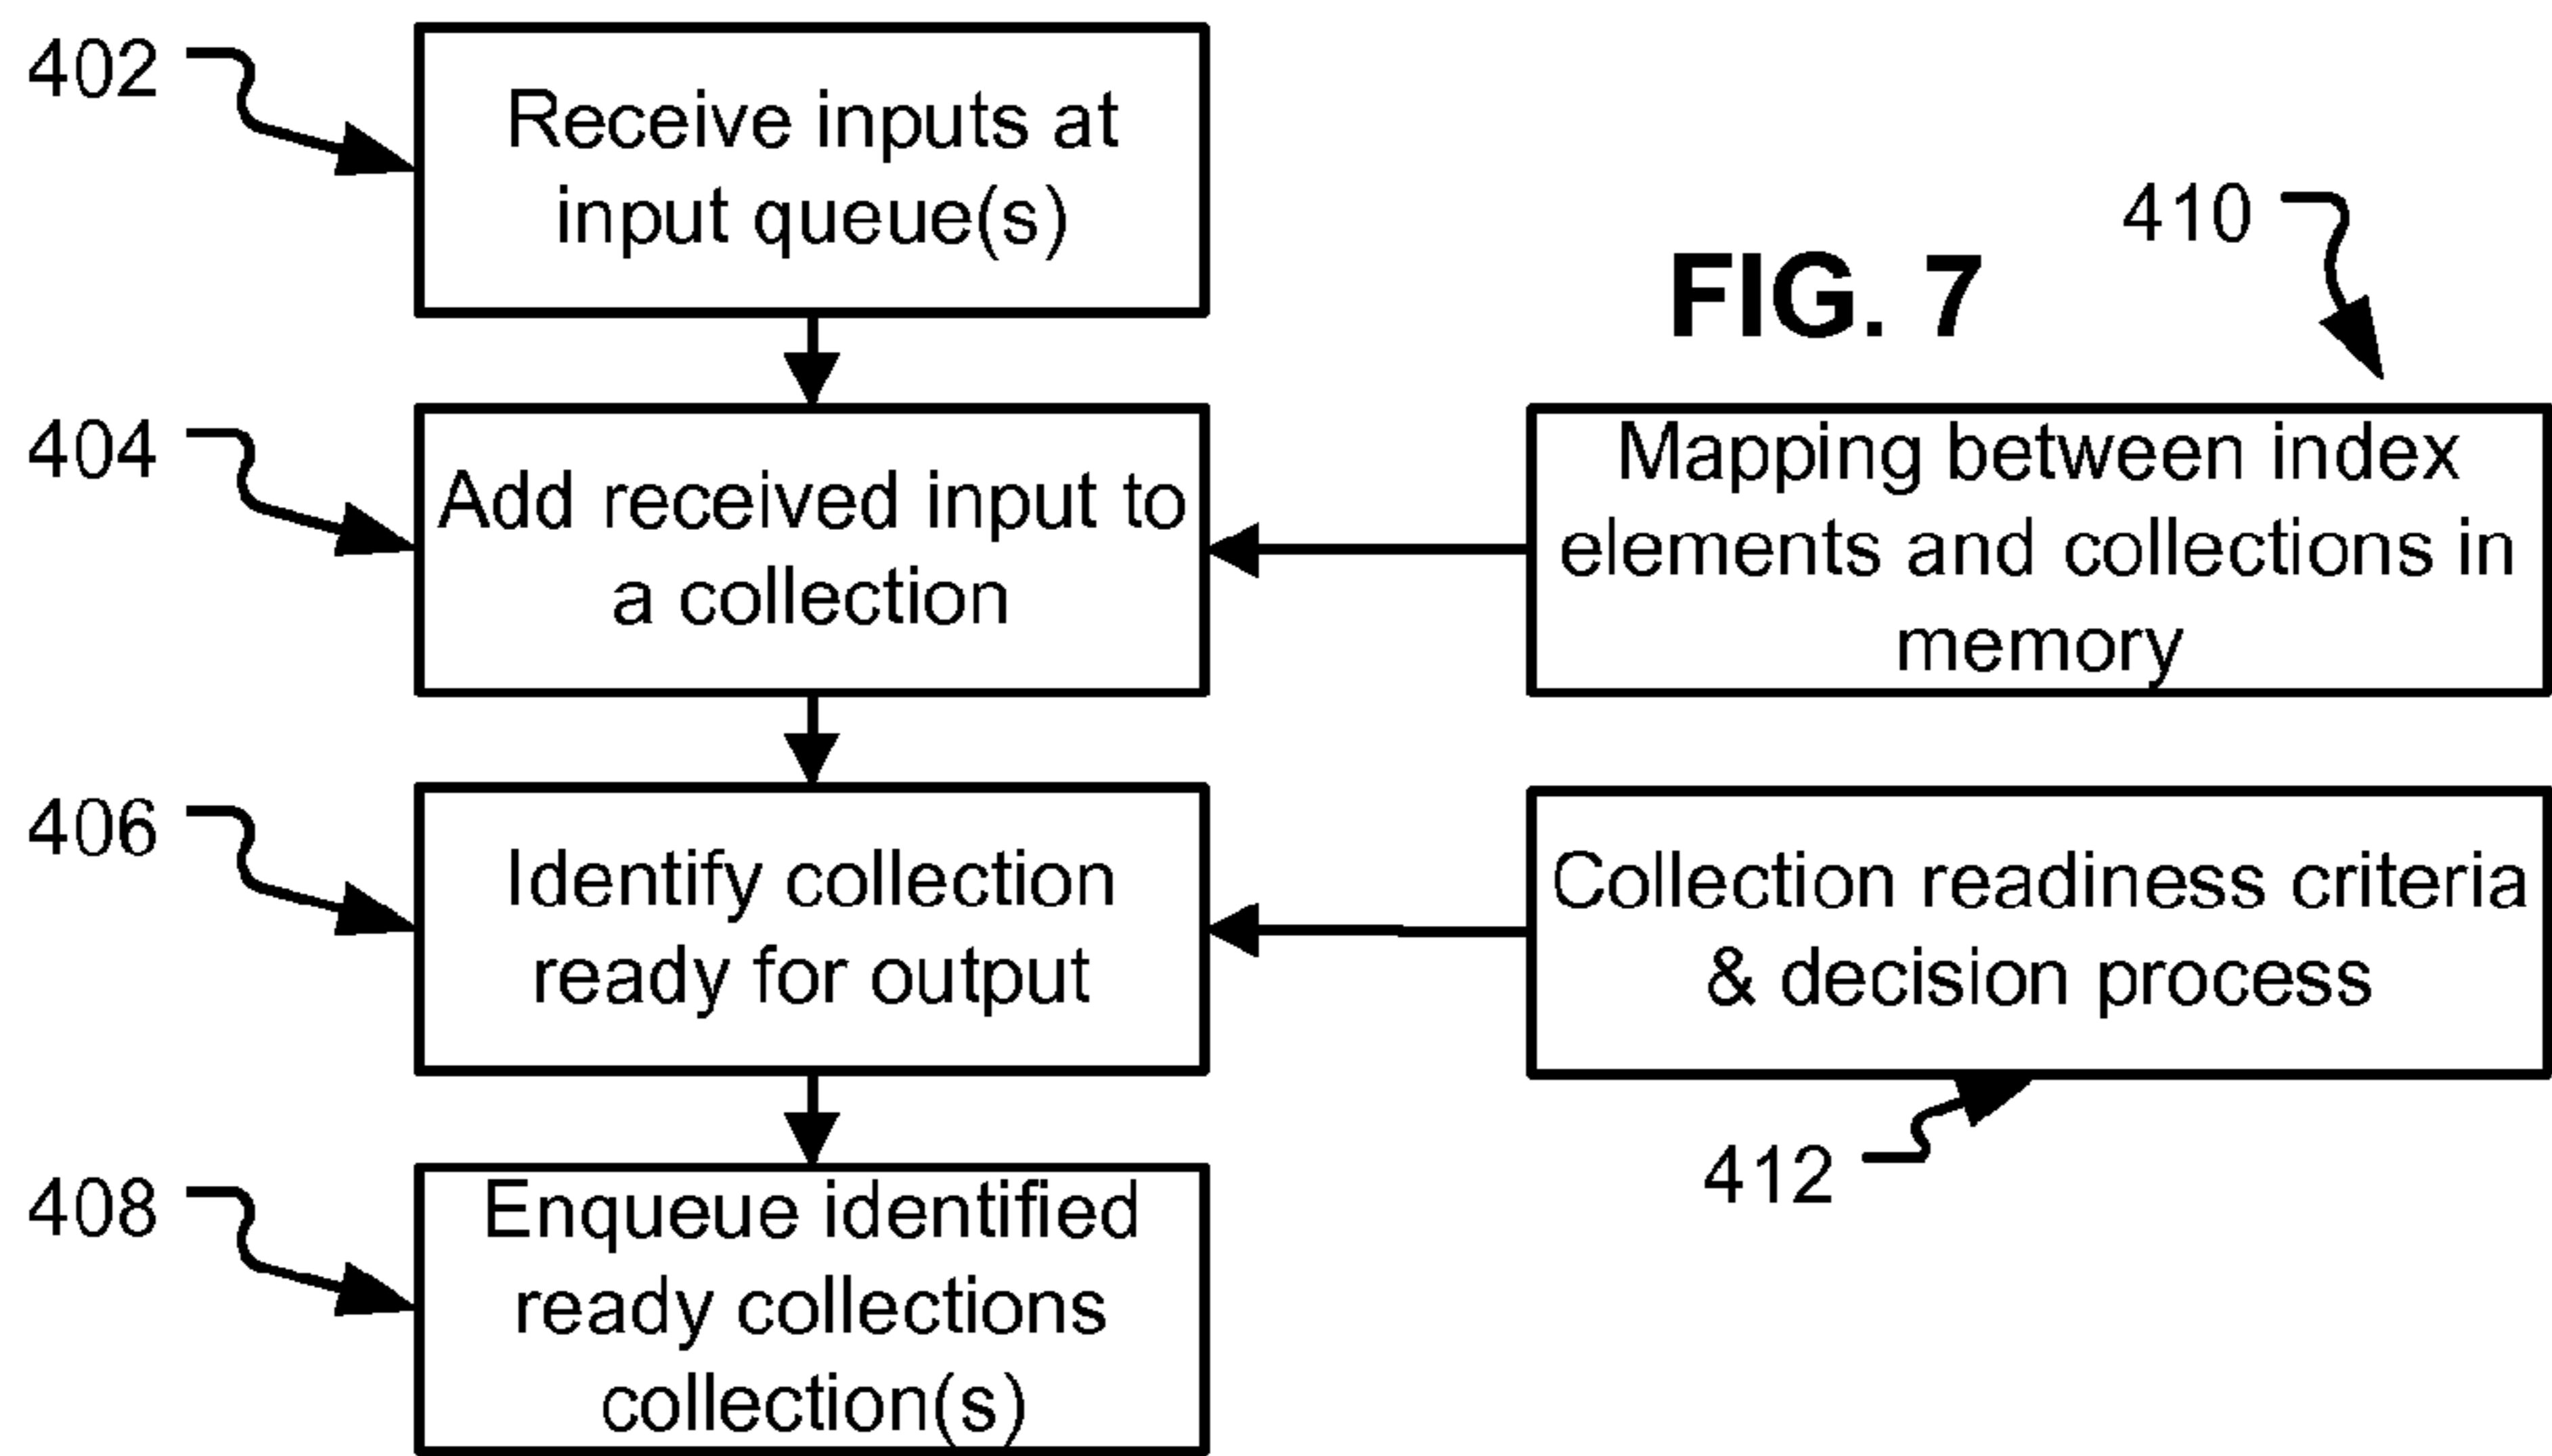 402
Receive inputs at
input queue(s)
FIG. 7
410
404
Add received input to
a collection
Mapping between index
elements and collections in
memory
406
Identify collection
ready for output
Collection readiness criteria
& decision process
412
408
Enqueue identified
ready collections
collection(s)